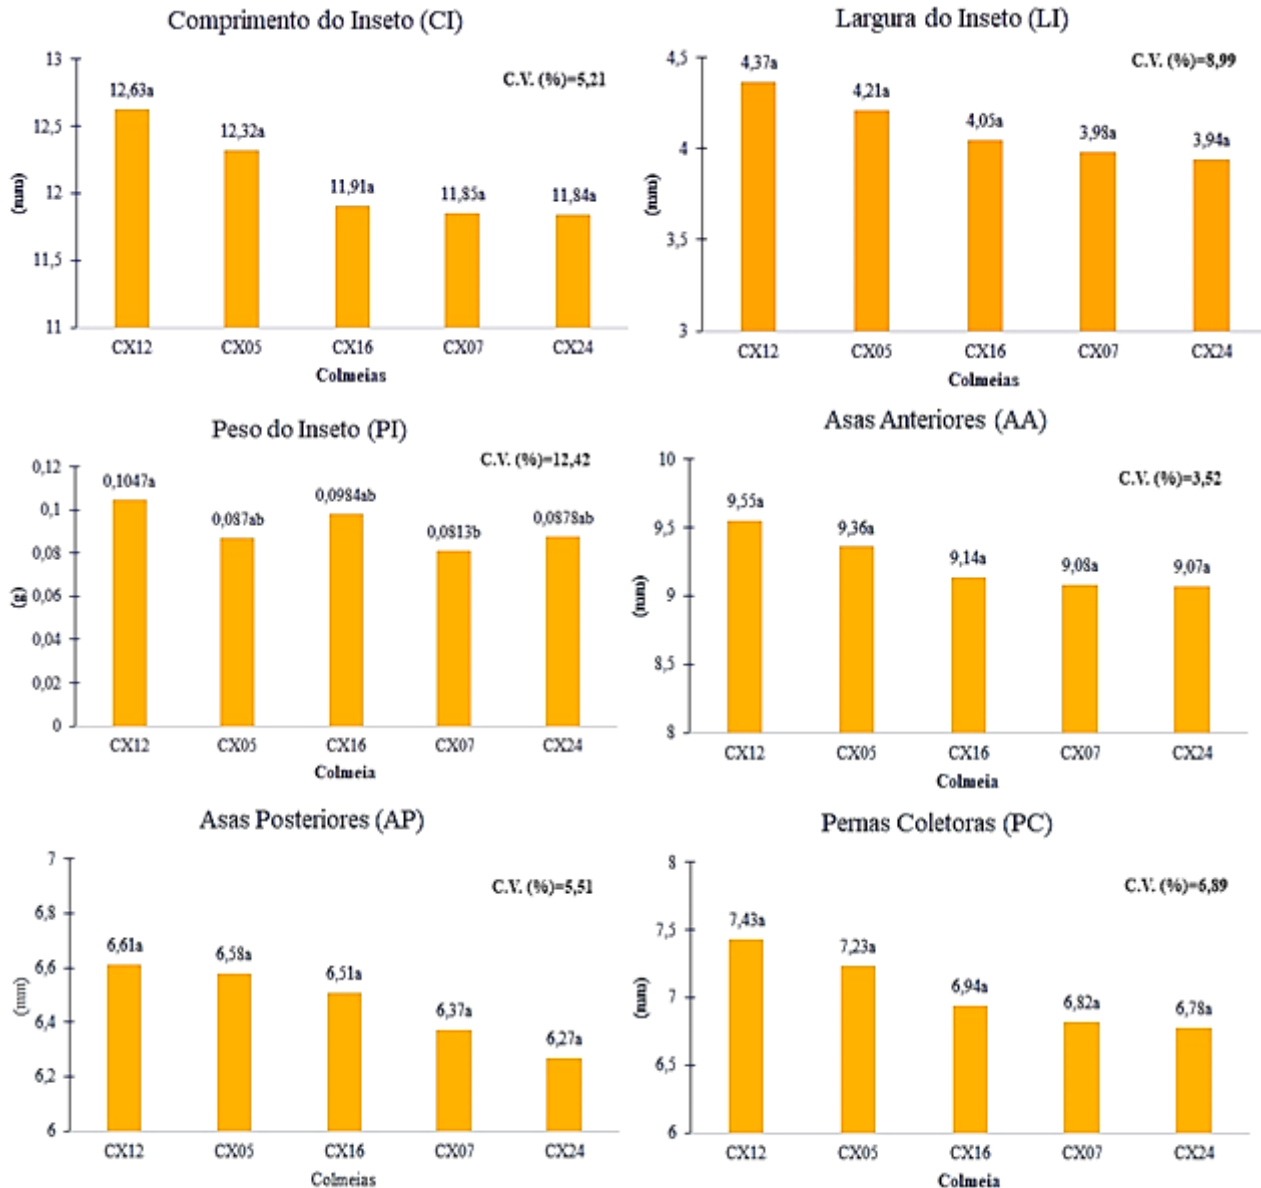 Comprimento do Inseto (CI)
C.V. (%)=5,21
13
12,5
12
11,5
11
(mm)
12,63a
12,32a
11,91a
11,85a
11,84a
CX12 CX05 CX16 CX07 CX24
Colmeias
Largura do Inseto (LI)
C.V. (%)=8,99
4,5
4
3,5
3
(mm)
4,37a
4,21a
4,05a
3,98a
3,94a
CX12 CX05 CX16 CX07 CX24
Colmeias
Peso do Inseto (PI)
C.V. (%)=12,42
0,12
0,1
0,08
0,06
0,04
0,02
0
(g)
0,1047a
0,087ab
0,0984ab
0,0813b
0,0878ab
CX12 CX05 CX16 CX07 CX24
Colmeia
Asas Anteriores (AA)
C.V. (%)=3,52
10
9,5
9
8,5
8
(mm)
9,55a
9,36a
9,14a
9,08a
9,07a
CX12 CX05 CX16 CX07 CX24
Colmeia
Asas Posteriores (AP)
C.V. (%)=5,51
7
6,8
6,6
6,4
6,2
6
(mm)
6,61a
6,58a
6,51a
6,37a
6,27a
CX12 CX05 CX16 CX07 CX24
Colmeias
Pernas Coletoras (PC)
C.V. (%)=6,89
8
7,5
7
6,5
6
(mm)
7,43a
7,23a
6,94a
6,82a
6,78a
CX12 CX05 CX16 CX07 CX24
Colmeia